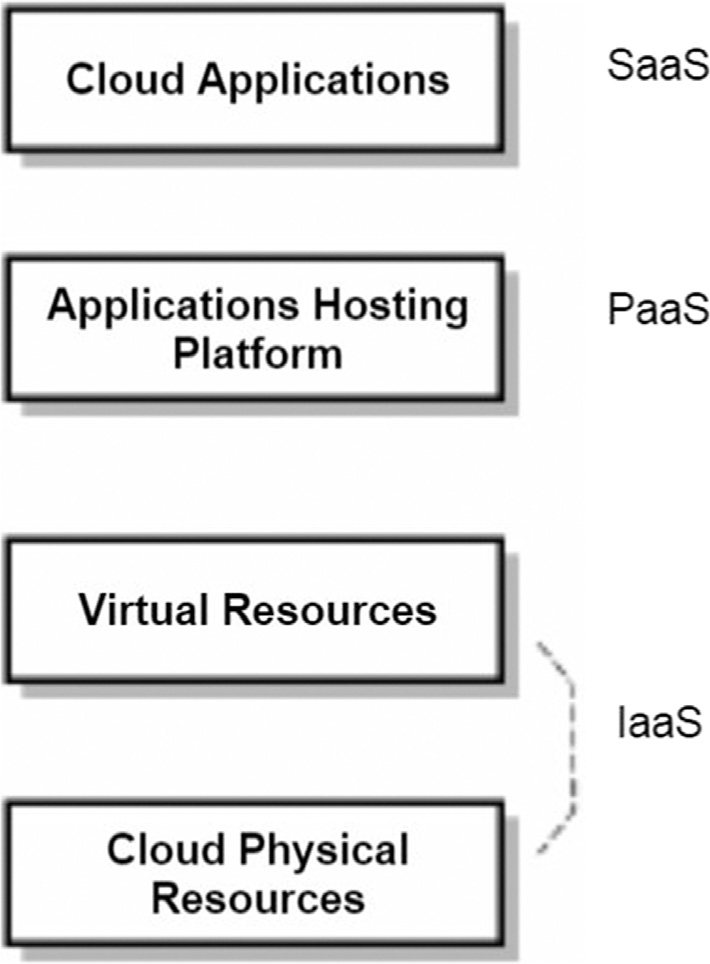 Cloud Applications
SaaS
Applications Hosting
Platform
PaaS
Virtual Resources
IaaS
Cloud Physical
Resources